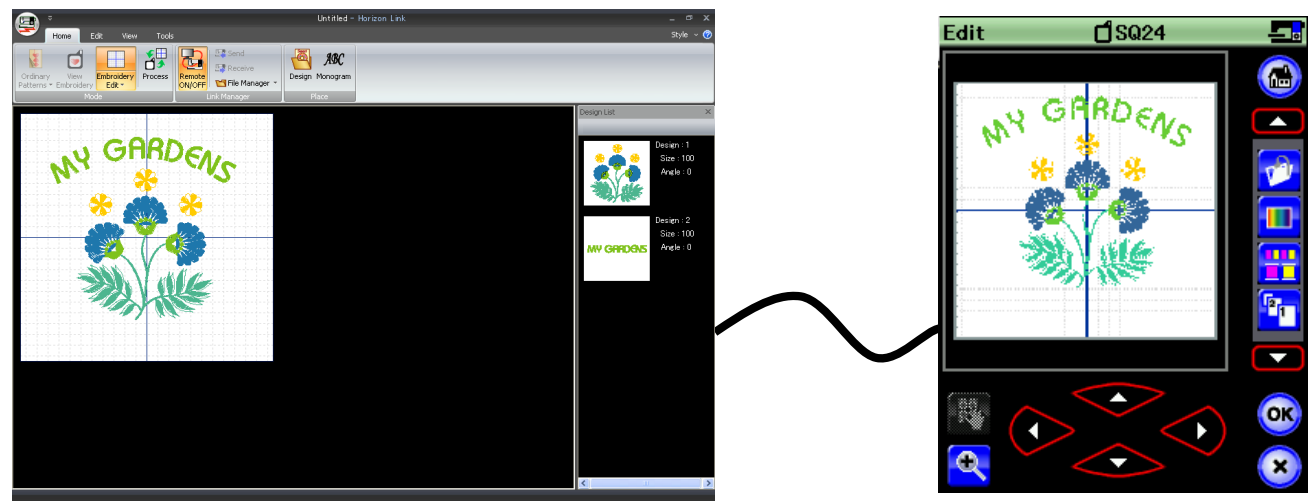 Untitled - Horizon Link
Home Edit View Tools
Style
Ordinary Patterns
View Embroidery
Embroidery Edit
Process
Remote ON/OFF
Send
Receive
File Manager
Design
Monogram
Mode
Link Manager
Place
MY GARDENS
Design List
Design : 1
Size : 100
Angle : 0
MY GARDENS
Design : 2
Size : 100
Angle : 0
Edit
SQ24
MY GARDENS
2
1
OK